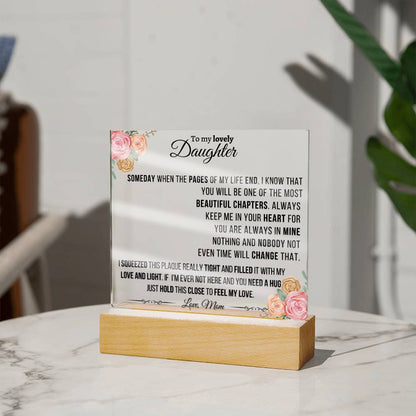 To my lovely
Daughter
SOMEDAY WHEN THE PAGES OF MY LIFE END, I KNOW THAT
YOU WILL BE ONE OF THE MOST
BEAUTIFUL CHAPTERS. ALWAYS
KEEP ME IN YOUR HEART FOR
YOU ARE ALWAYS IN MINE
NOTHING AND NOBODY NOT
EVEN TIME WILL CHANGE THAT.
I SQUEEZED THIS PLAQUE REALLY TIGHT AND FILLED IT WITH MY
LOVE AND LIGHT. IF I'M EVER NOT HERE AND YOU NEED A HUG
JUST HOLD THIS CLOSE TO FEEL MY LOVE.
Love, Mom